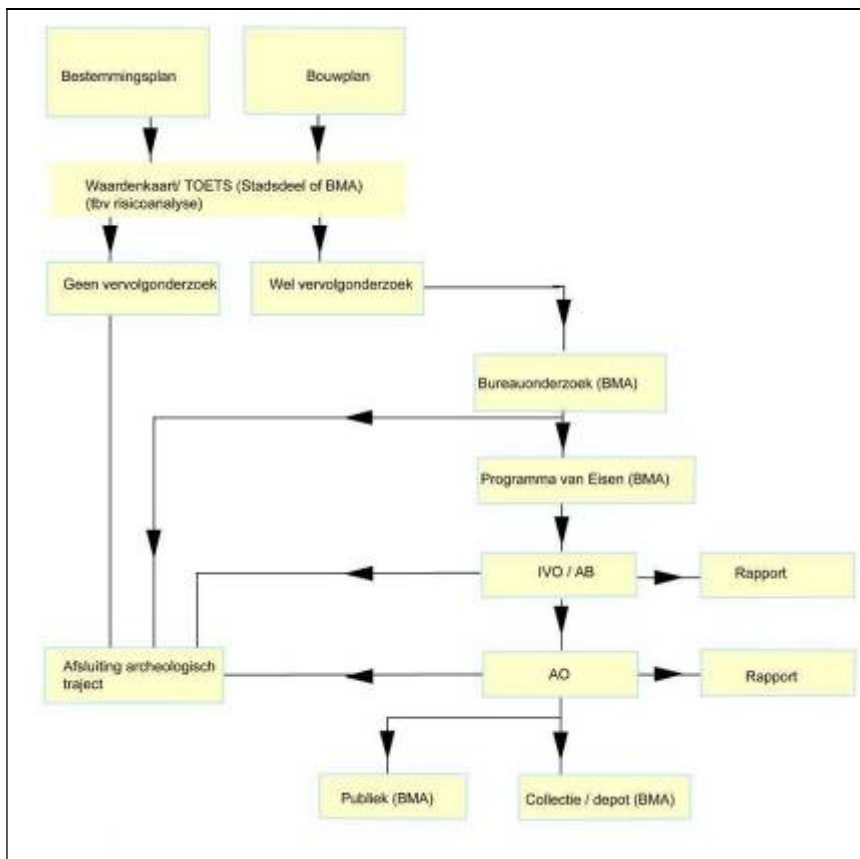 Bestemmingsplan
Bouwplan
Waardenkaart/ TOETS (Stadsdeel of BMA)
(tbv risicoanalyse)
Geen vervolgonderzoek
Wel vervolgonderzoek
Bureauonderzoek (BMA)
Programma van Eisen (BMA)
IVO / AB
Rapport
Afsluiting archeologisch
traject
AO
Rapport
Publiek (BMA)
Collectie / depot (BMA)